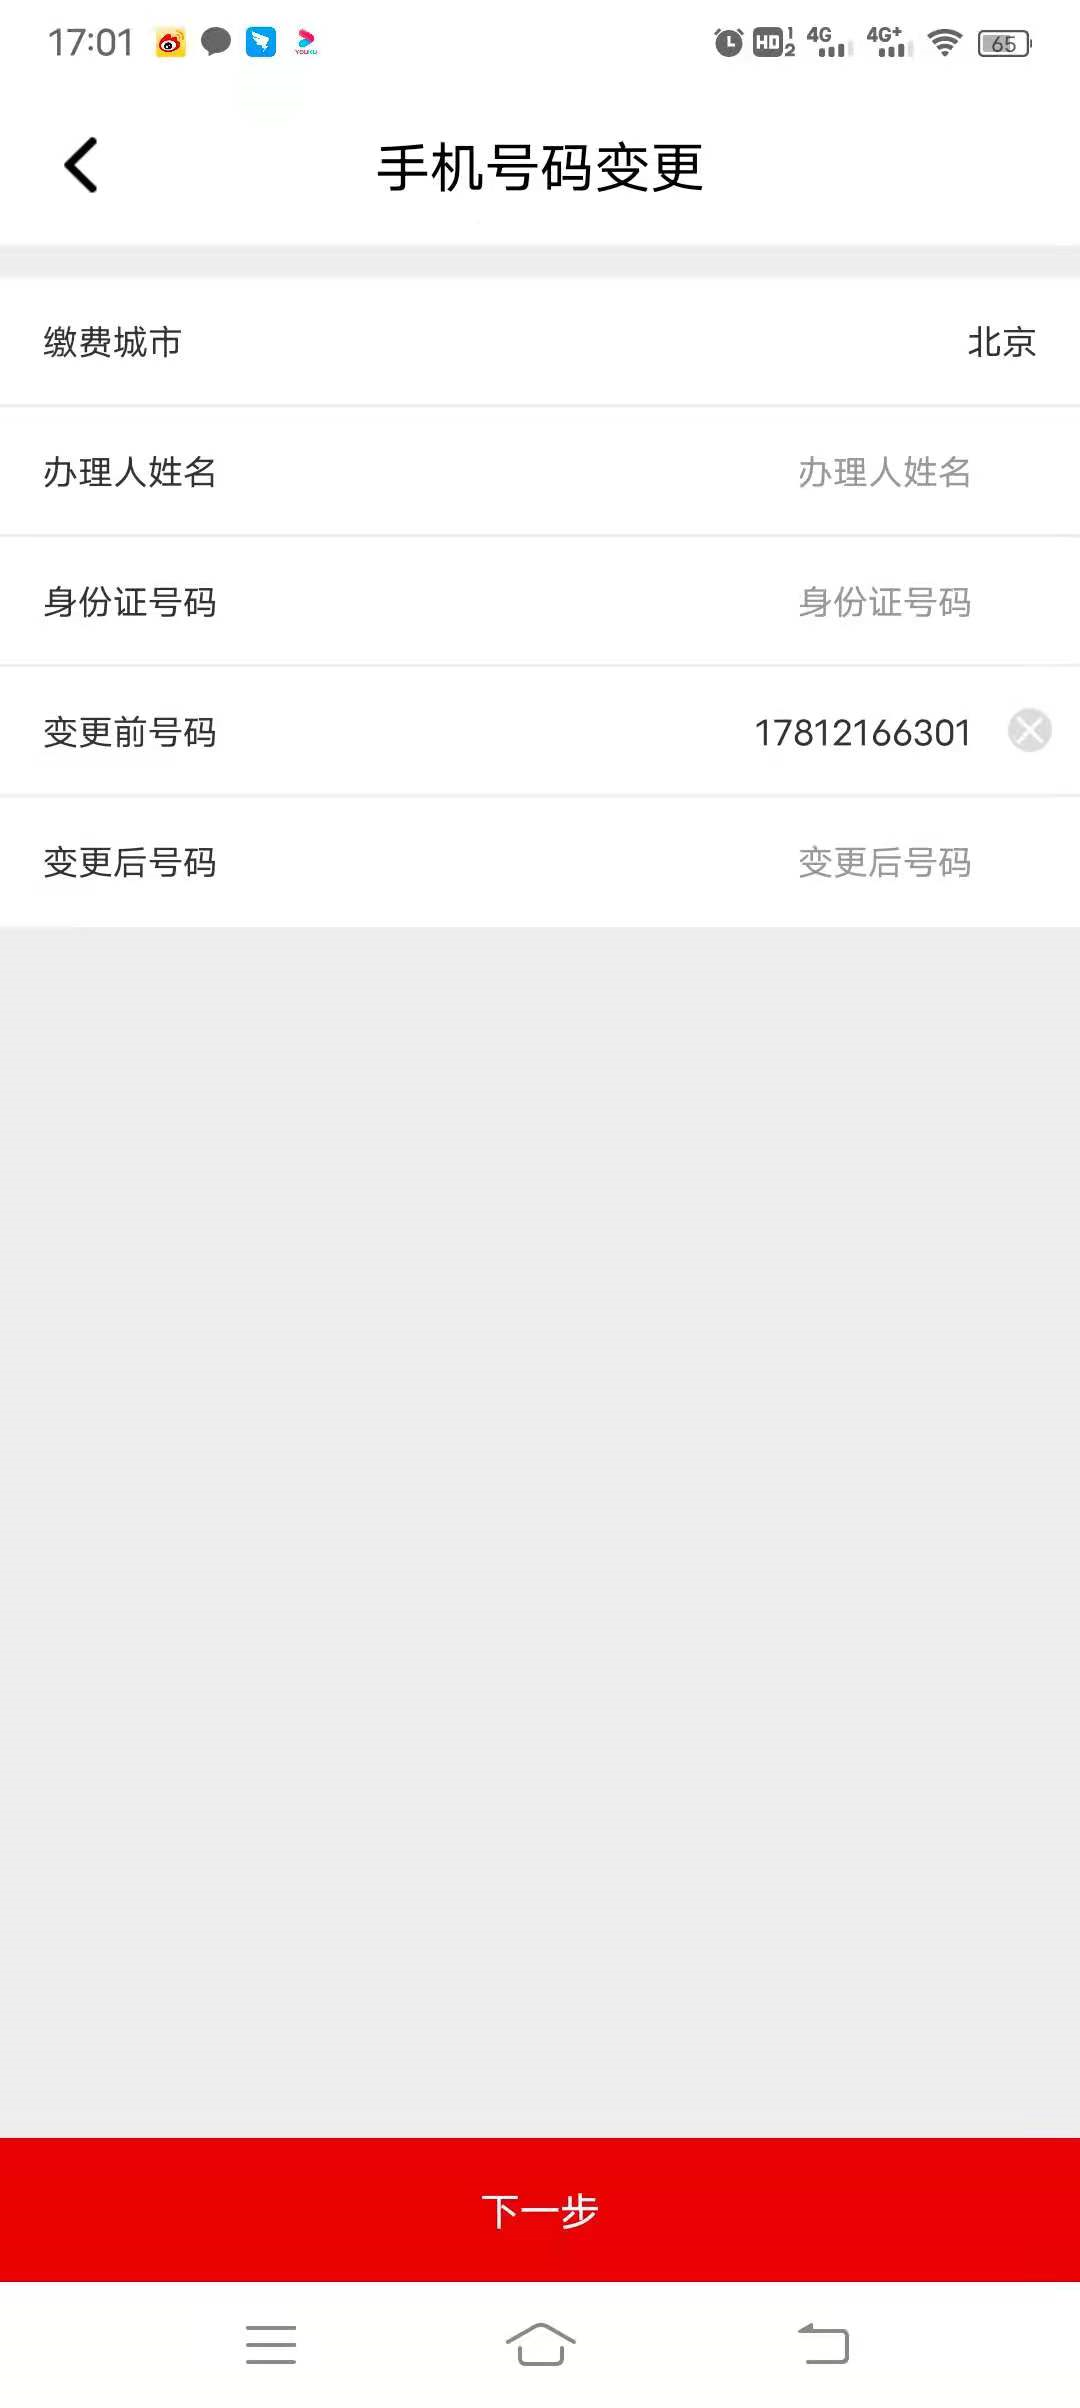 17:01
YOUKU
HD 1 2 4G 4G+ 65
手机号码变更
缴费城市 北京
办理人姓名 办理人姓名
身份证号码 身份证号码
变更前号码 17812166301
变更后号码 变更后号码
下一步